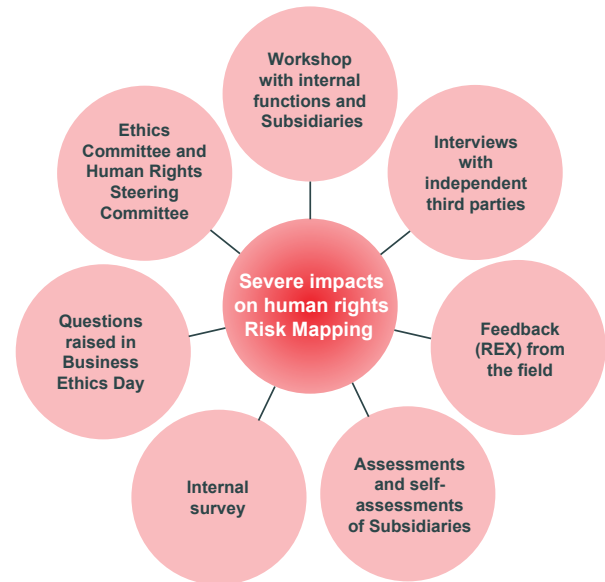 Workshop
with internal
functions and
Subsidiaries
Interviews
with
independent
third parties
Feedback
(REX) from
the field
Assessments
and self-
assessments
of Subsidiaries
Internal
survey
Questions
raised in
Business
Ethics Day
Ethics
Committee and
Human Rights
Steering
Committee
Severe impacts
on human rights
Risk Mapping